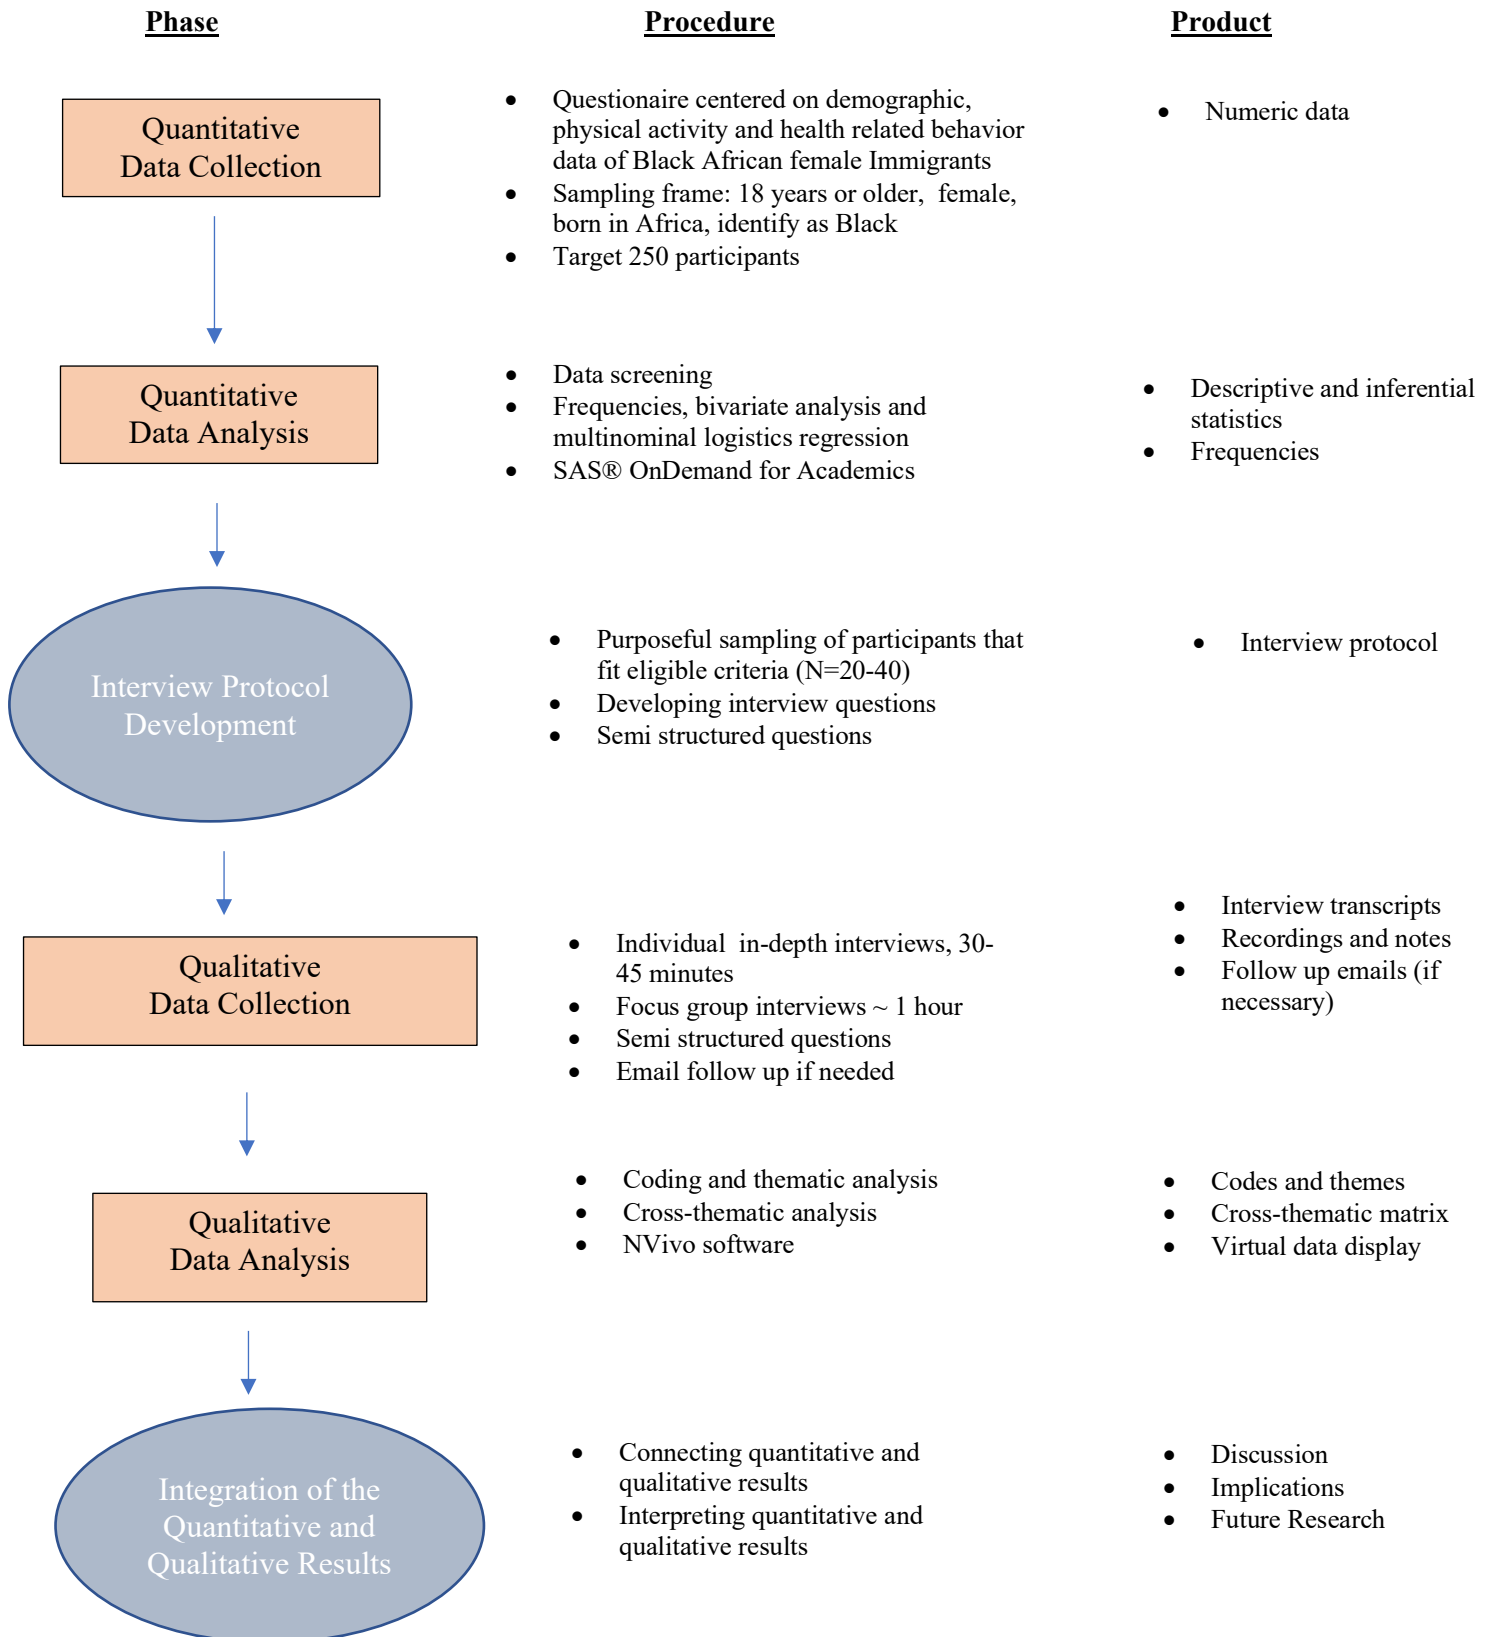 Phase
Procedure
Product
Quantitative
Data Collection
• Questionaire centered on demographic,
physical activity and health related behavior
data of Black African female Immigrants
• Sampling frame: 18 years or older, female,
born in Africa, identify as Black
• Target 250 participants
• Numeric data
Quantitative
Data Analysis
• Data screening
• Frequencies, bivariate analysis and
multinominal logistics regression
• SAS® OnDemand for Academics
• Descriptive and inferential
statistics
• Frequencies
Interview Protocol
Development
• Purposeful sampling of participants that
fit eligible criteria (N=20-40)
• Developing interview questions
• Semi structured questions
• Interview protocol
Qualitative
Data Collection
• Individual in-depth interviews, 30-
45 minutes
• Focus group interviews ~ 1 hour
• Semi structured questions
• Email follow up if needed
• Interview transcripts
• Recordings and notes
• Follow up emails (if
necessary)
Qualitative
Data Analysis
• Coding and thematic analysis
• Cross-thematic analysis
• NVivo software
• Codes and themes
• Cross-thematic matrix
• Virtual data display
Integration of the
Quantitative and
Qualitative Results
• Connecting quantitative and
qualitative results
• Interpreting quantitative and
qualitative results
• Discussion
• Implications
• Future Research